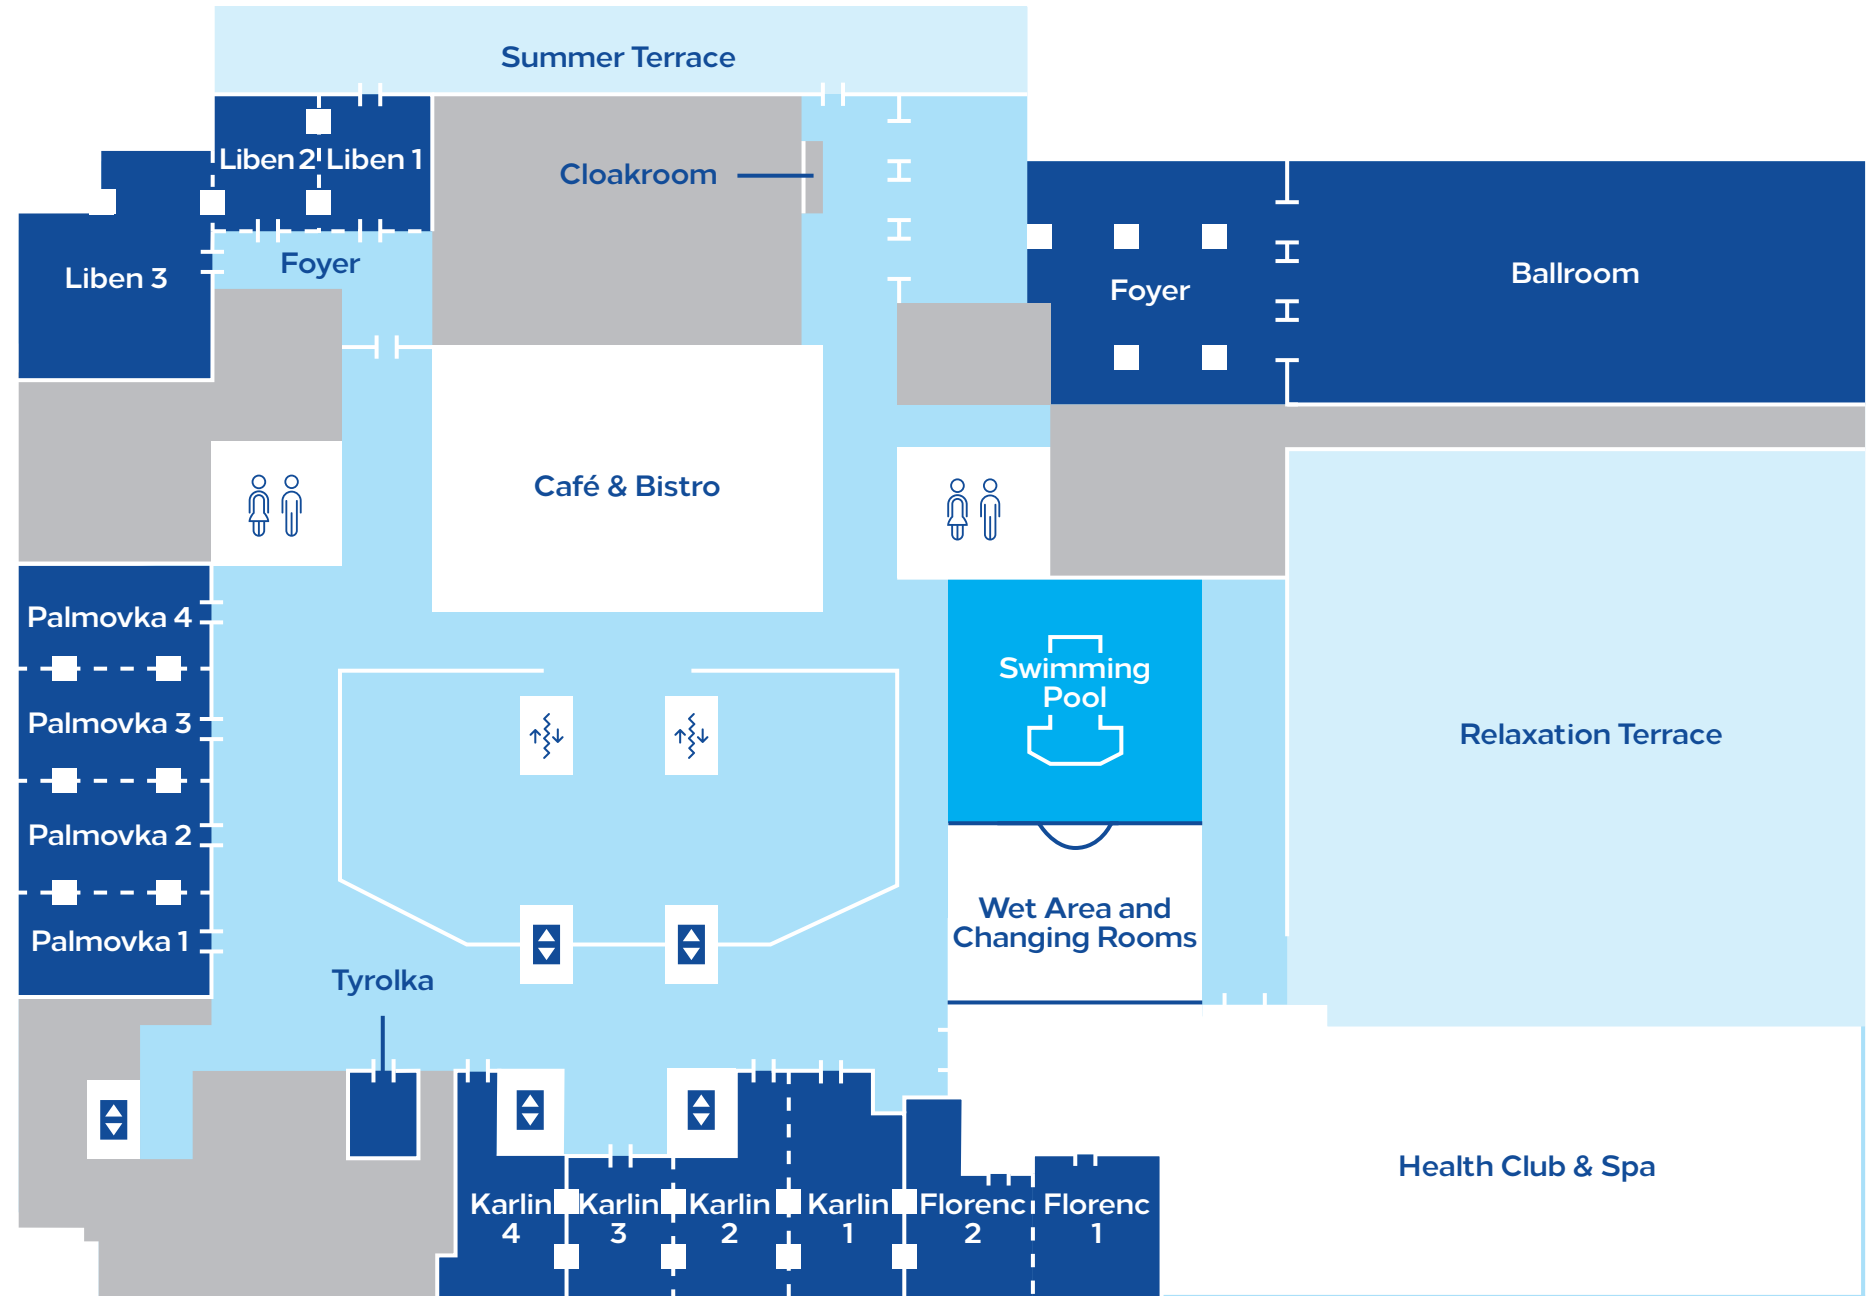 Summer Terrace
Liben 2
Liben 1
Cloakroom
Foyer
Liben 3
Foyer
Ballroom
Café & Bistro
Palmovka 4
Palmovka 3
Palmovka 2
Palmovka 1
Swimming
Pool
Relaxation Terrace
Wet Area and
Changing Rooms
Tyrolka
Health Club & Spa
Karlin
4
Karlin
3
Karlin
2
Karlin
1
Florenc
2
Florenc
1